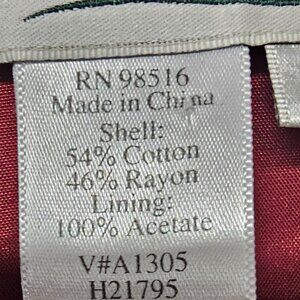 RN 98516
Made in China
Shell:
54% Cotton
46% Rayon
Lining:
100% Acetate
V#A1305
H21795